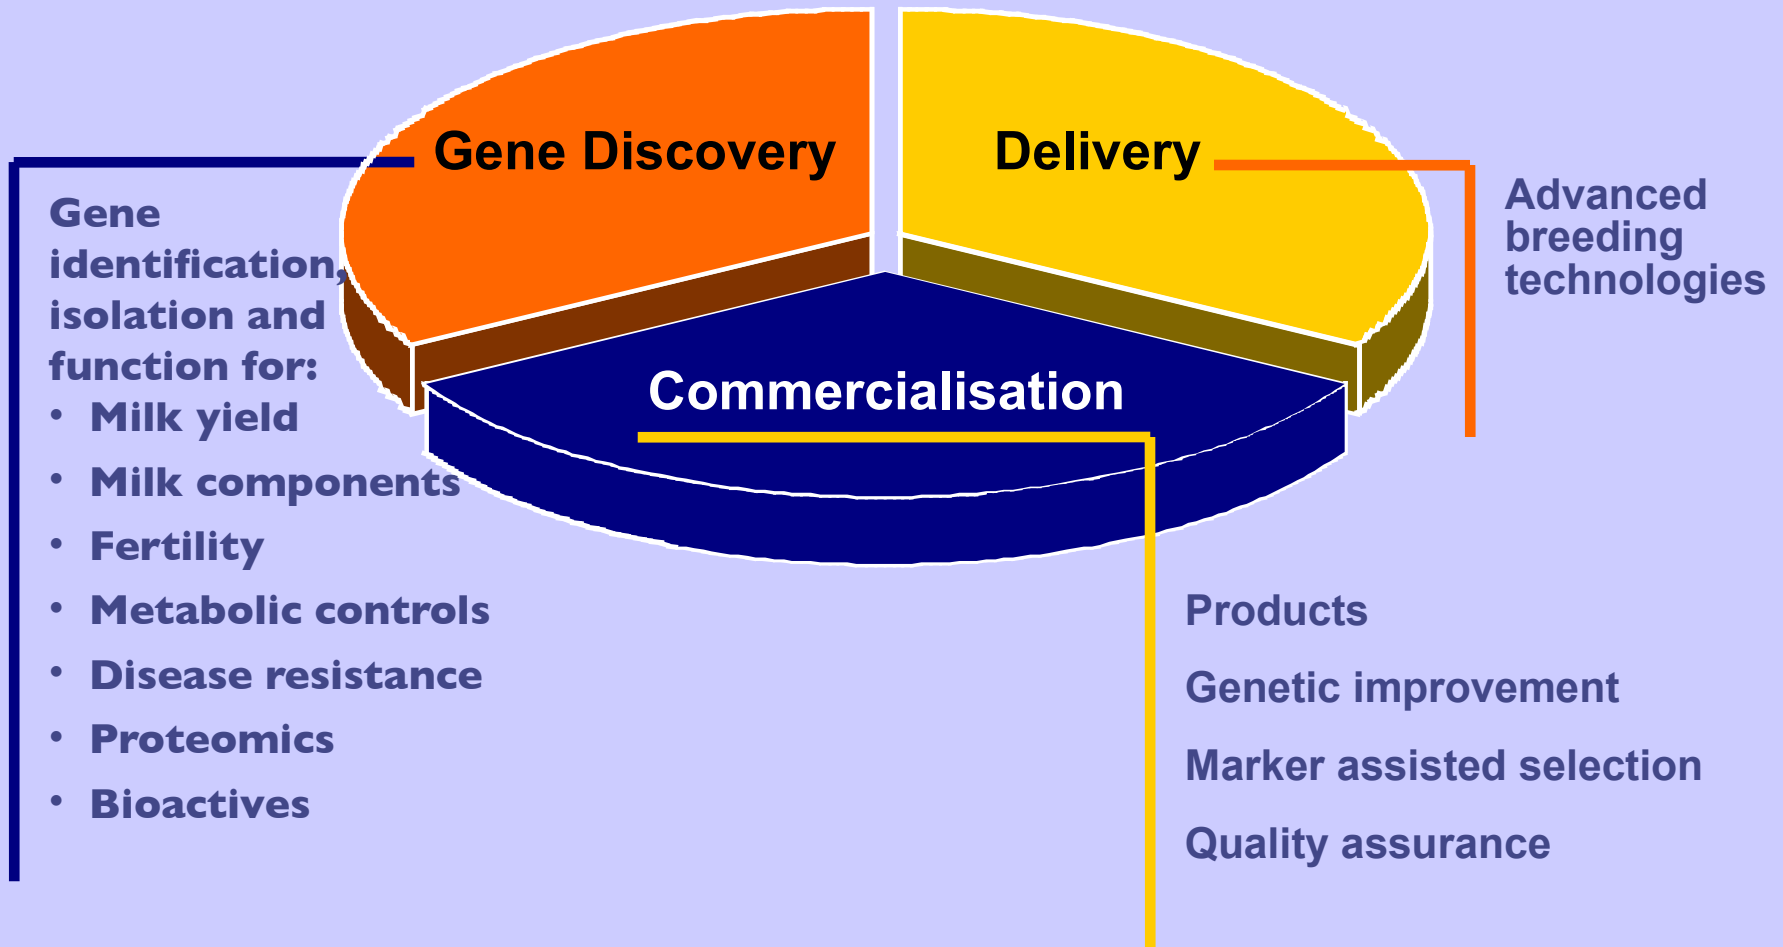 Gene Discovery
Delivery
Commercialisation
Gene
identification,
isolation and
function for:
• Milk yield
• Milk components
• Fertility
• Metabolic controls
• Disease resistance
• Proteomics
• Bioactives
Advanced
breeding
technologies
Products
Genetic improvement
Marker assisted selection
Quality assurance